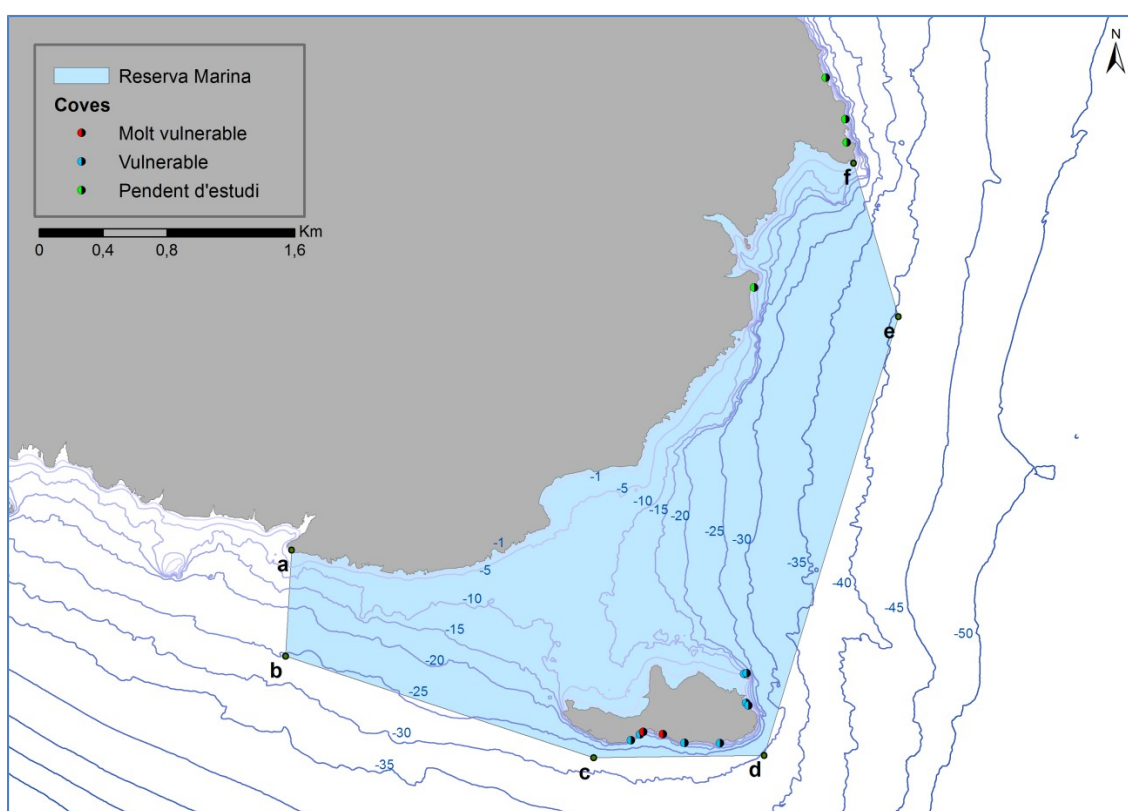 N
Reserva Marina
Coves
Molt vulnerable
Vulnerable
Pendent d'estudi
Km
0 0,4 0,8 1,6
f
e
-1
-5
-10
-15
-20
-25
-30
-35
-40
-45
-50
a
-1
-5
-10
-15
-20
-25
-30
-35
b
c
d